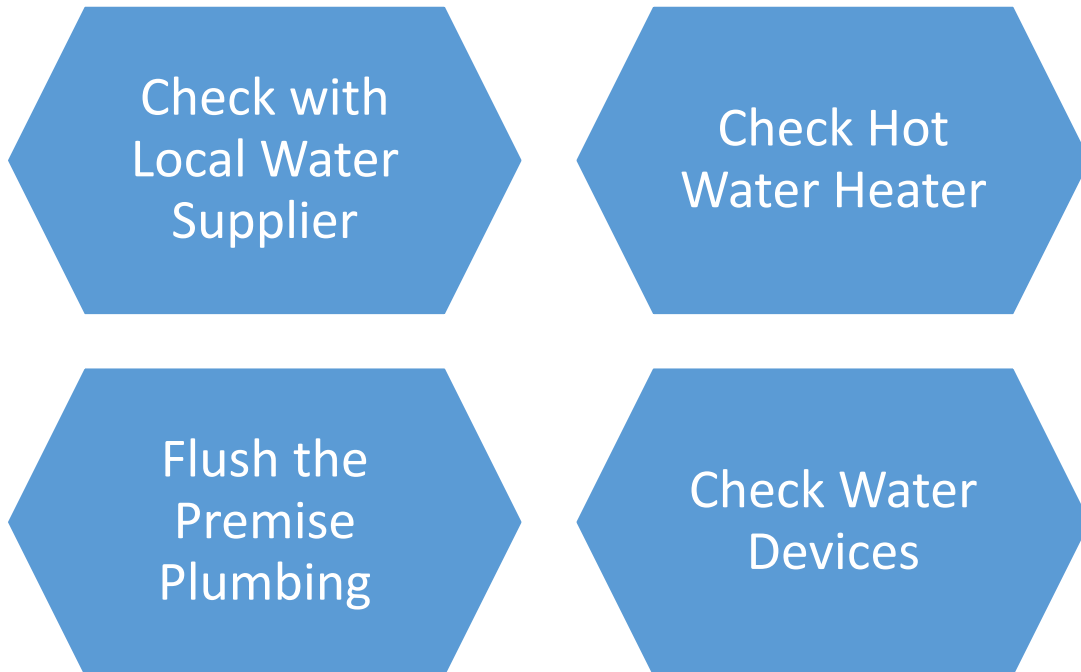 Check with
Local Water
Supplier
Check Hot
Water Heater
Flush the
Premise
Plumbing
Check Water
Devices